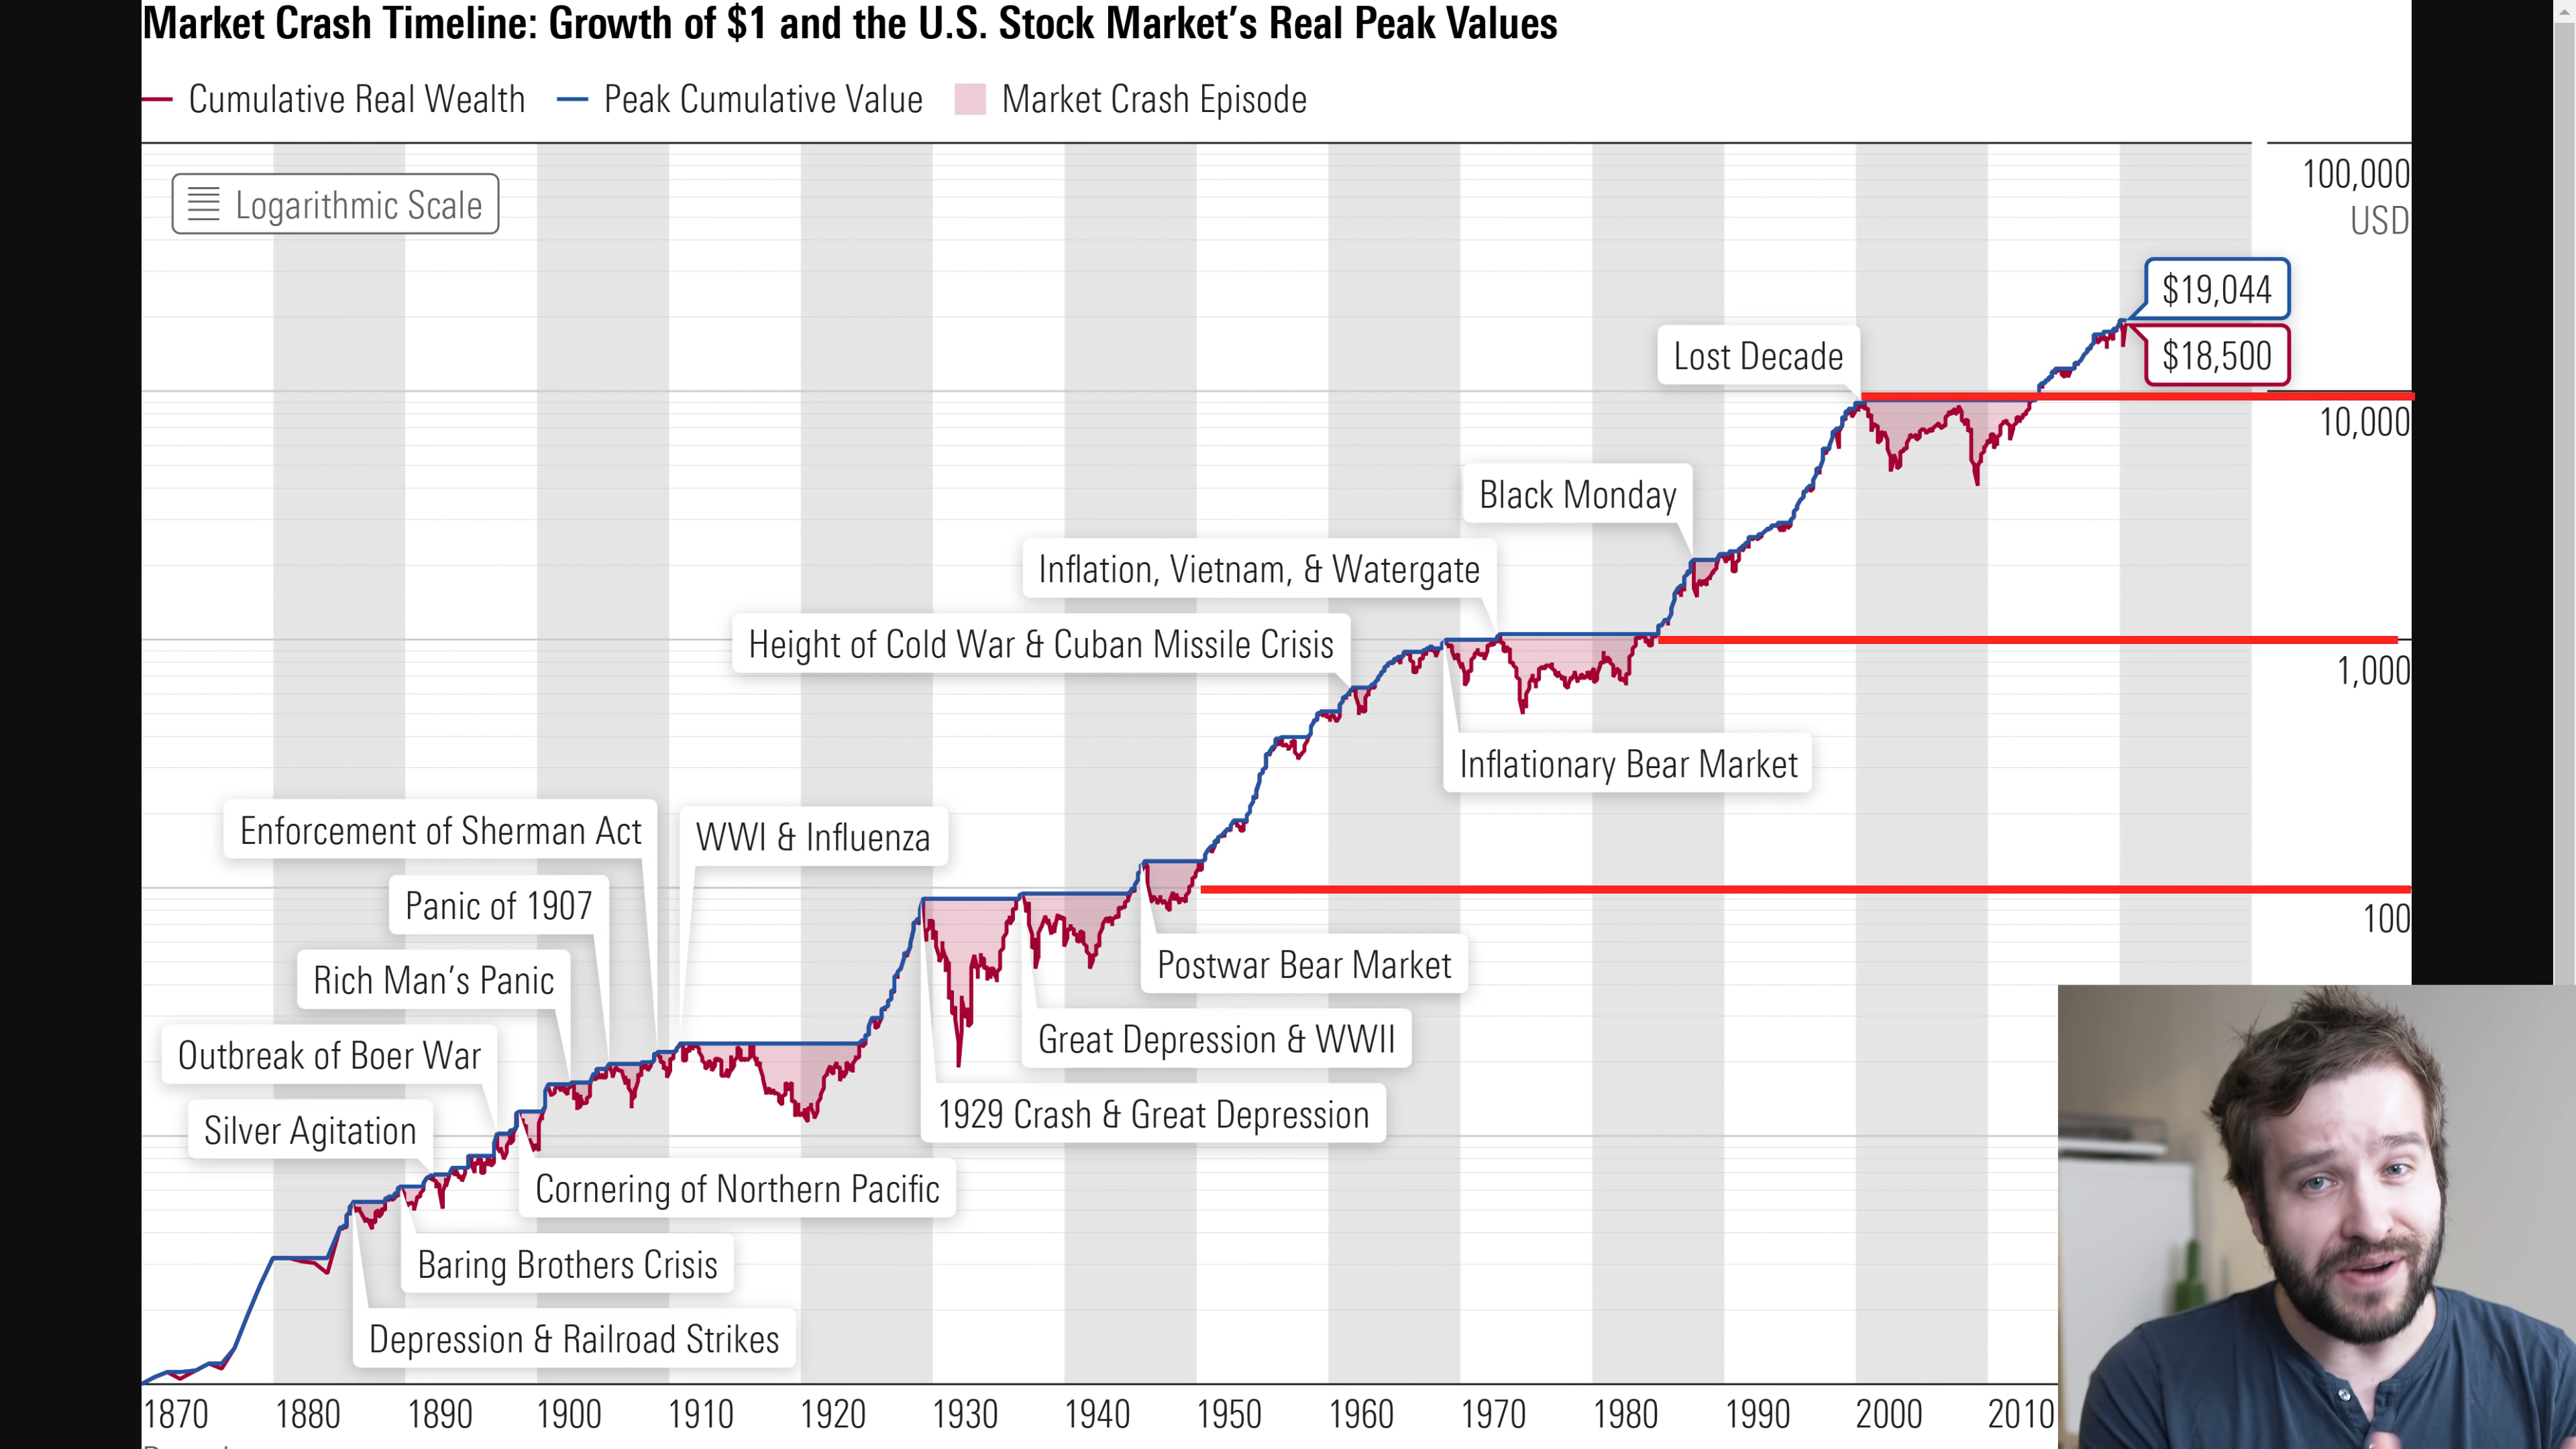 Market Crash Timeline: Growth of $1 and the U.S. Stock Market's Real Peak Values
Cumulative Real Wealth
Peak Cumulative Value
Market Crash Episode
Logarithmic Scale
100,000
USD
$19,044
$18,500
Lost Decade
10,000
Black Monday
Inflation, Vietnam, & Watergate
Height of Cold War & Cuban Missile Crisis
1,000
Inflationary Bear Market
Enforcement of Sherman Act
WWI & Influenza
Panic of 1907
100
Rich Man's Panic
Postwar Bear Market
Outbreak of Boer War
Great Depression & WWII
Silver Agitation
1929 Crash & Great Depression
Cornering of Northern Pacific
Baring Brothers Crisis
Depression & Railroad Strikes
1870 1880 1890 1900 1910 1920 1930 1940 1950 1960 1970 1980 1990 2000 2010